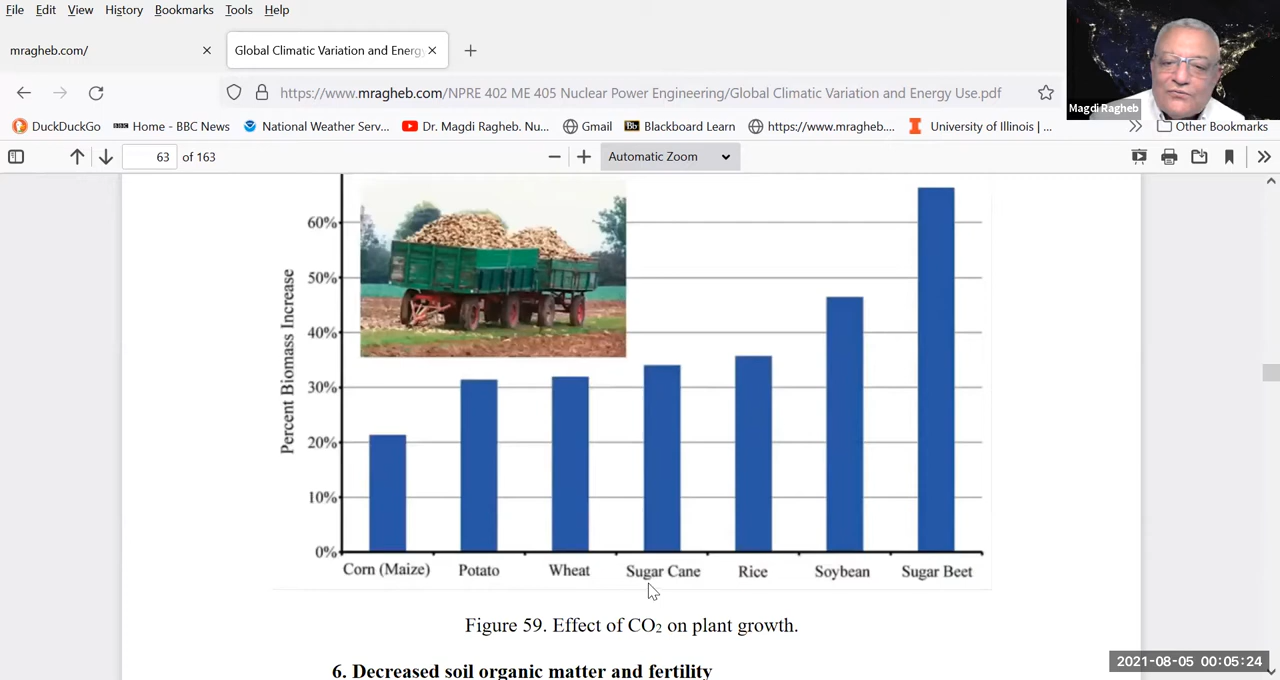 File Edit View History Bookmarks Tools Help
mragheb.com/ Global Climatic Variation and Energy
https://www.mragheb.com/NPRE 402 ME 405 Nuclear Power Engineering/Global Climatic Variation and Energy Use.pdf
Magdi Ragheb
DuckDuckGo BBC Home - BBC News National Weather Serv... Dr. Magdi Ragheb. Nu... Gmail Bb Blackboard Learn https://www.mragheb.... I University of Illinois |... Other Bookmarks
63 of 163 Automatic Zoom
Percent Biomass Increase
60%
50%
40%
30%
20%
10%
0%
Corn (Maize) Potato Wheat Sugar Cane Rice Soybean Sugar Beet
Figure 59. Effect of CO₂ on plant growth.
6. Decreased soil organic matter and fertility
2021-08-05 00:05:24